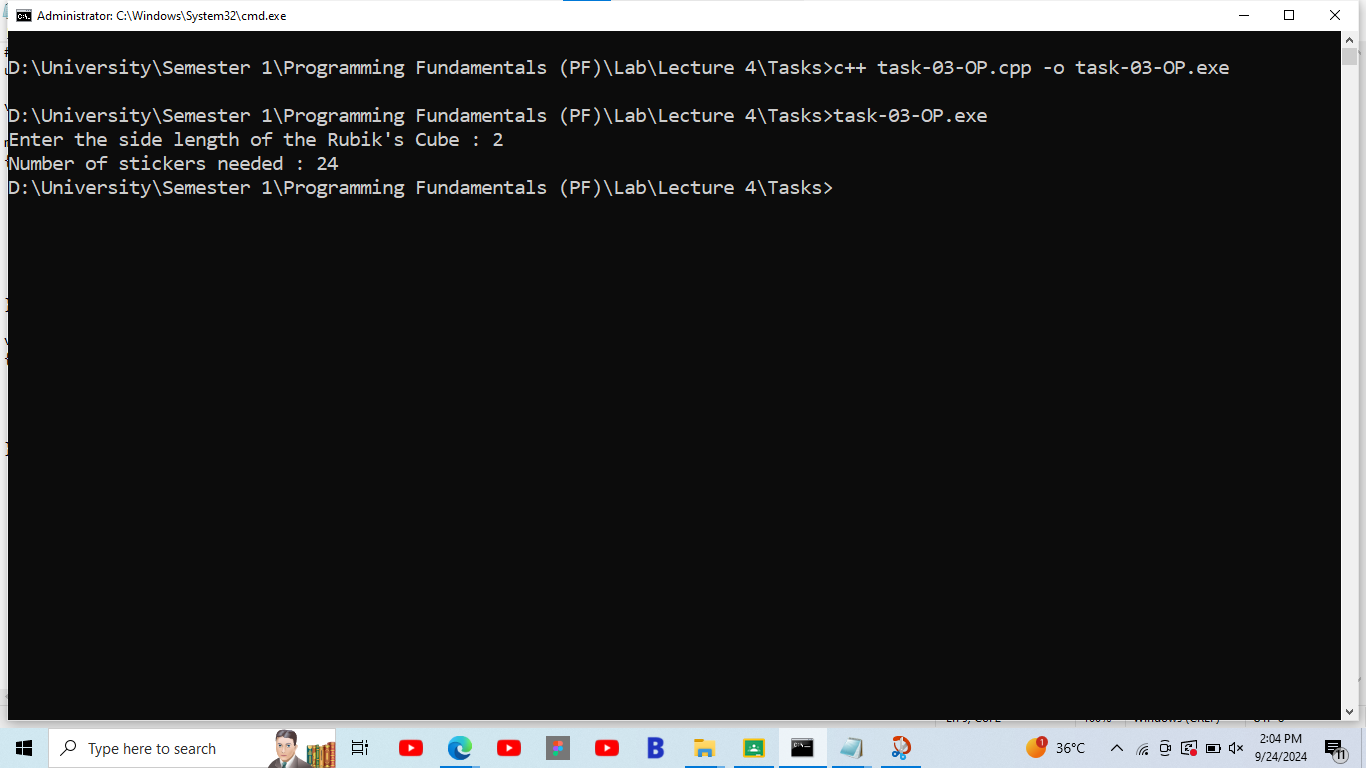 Administrator: C:\Windows\System32\cmd.exe
D:\University\Semester 1\Programming Fundamentals (PF)\Lab\Lecture 4\Tasks>c++ task-03-OP.cpp -o task-03-OP.exe
D:\University\Semester 1\Programming Fundamentals (PF)\Lab\Lecture 4\Tasks>task-03-OP.exe
Enter the side length of the Rubik's Cube : 2
Number of stickers needed : 24
D:\University\Semester 1\Programming Fundamentals (PF)\Lab\Lecture 4\Tasks>
Type here to search
B
1
36°C
2:04 PM
9/24/2024
11